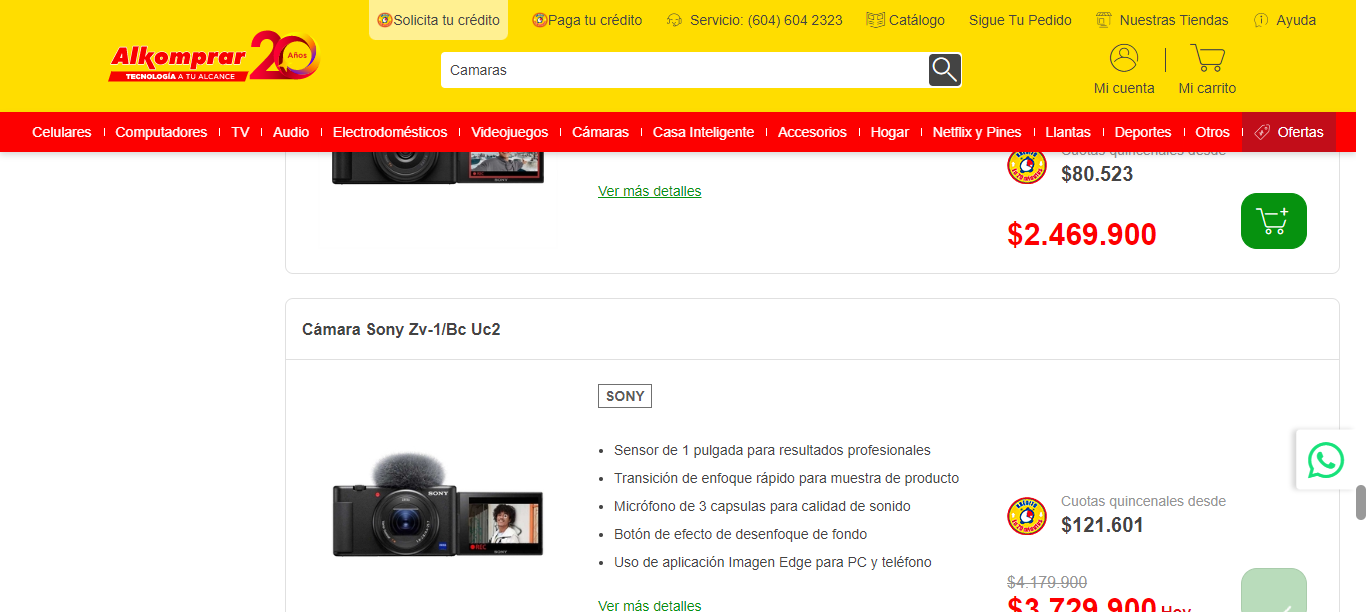 Solicita tu crédito
Paga tu crédito
Servicio: (604) 604 2323
Catálogo
Sigue Tu Pedido
Nuestras Tiendas
Ayuda
Alkomprar 20 Años
TECNOLOGÍA A TU ALCANCE
Camaras
Mi cuenta
Mi carrito
Celulares
Computadores
TV
Audio
Electrodomésticos
Videojuegos
Cámaras
Casa Inteligente
Accesorios
Hogar
Netflix y Pines
Llantas
Deportes
Otros
Ofertas
Cuotas quincenales desde
$80.523
Ver más detalles
$2.469.900
Cámara Sony Zv-1/Bc Uc2
SONY
Sensor de 1 pulgada para resultados profesionales
Transición de enfoque rápido para muestra de producto
Micrófono de 3 capsulas para calidad de sonido
Botón de efecto de desenfoque de fondo
Uso de aplicación Imagen Edge para PC y teléfono
Ver más detalles
SONY
REC
SONY
Cuotas quincenales desde
$121.601
$4.179.900
$3.729.900 Hoy